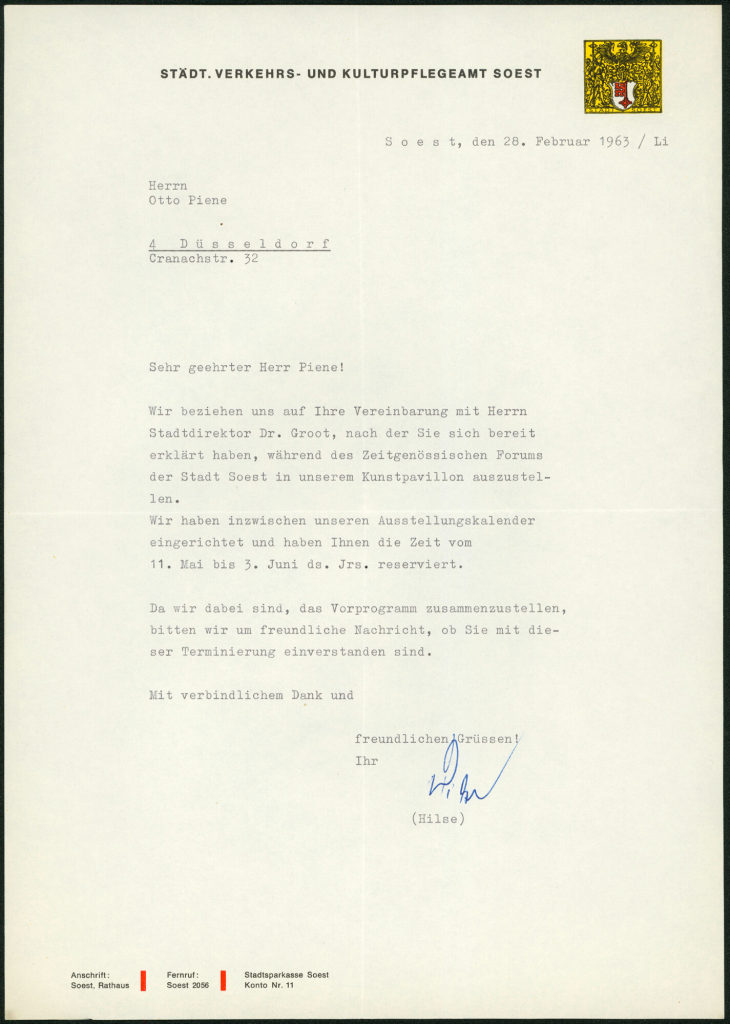 STÄDT. VERKEHRS- UND KULTURPFLEGEAMT SOEST
STADT SOEST
S o e s t, den 28. Februar 1963 / Li
Herrn
Otto Piene
4 D ü s s e l d o r f
Cranachstr. 32
Sehr geehrter Herr Piene!
Wir beziehen uns auf Ihre Vereinbarung mit Herrn
Stadtdirektor Dr. Groot, nach der Sie sich bereit
erklärt haben, während des Zeitgenössischen Forums
der Stadt Soest in unserem Kunstpavillon auszustel-
len.
Wir haben inzwischen unseren Ausstellungskalender
eingerichtet und haben Ihnen die Zeit vom
11. Mai bis 3. Juni ds. Jrs. reserviert.
Da wir dabei sind, das Vorprogramm zusammenzustellen,
bitten wir um freundliche Nachricht, ob Sie mit die-
ser Terminierung einverstanden sind.
Mit verbindlichem Dank und
freundlichen Grüssen!
Ihr
(Hilse)
Anschrift: Fernruf: Stadtsparkasse Soest
Soest, Rathaus Soest 2056 Konto Nr. 11